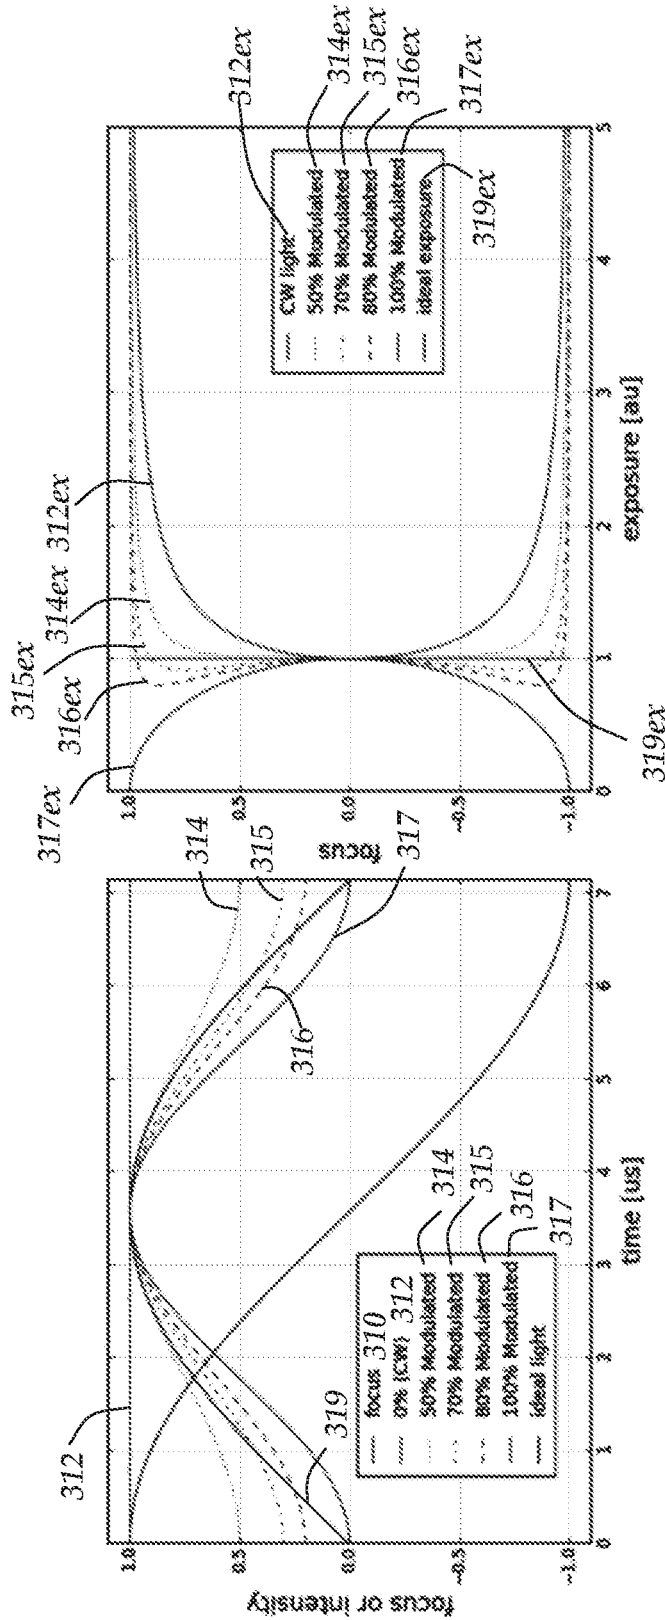 focus or intensity
1.0
0.5
0.0
-0.5
-1.0
0
1
2
3
4
5
6
7
time [us]
312
319
316
314
315
317
focus 310
0% (CW) 312
50% Modulated 314
70% Modulated 315
80% Modulated 316
100% Modulated 317
ideal light
focus
1.0
0.5
0.0
-0.5
-1.0
0
1
2
3
4
5
exposure [au]
317ex
316ex
315ex
314ex
312ex
319ex
CW light 312ex
50% Modulated 314ex
70% Modulated 315ex
80% Modulated 316ex
100% Modulated 317ex
ideal exposure 319ex